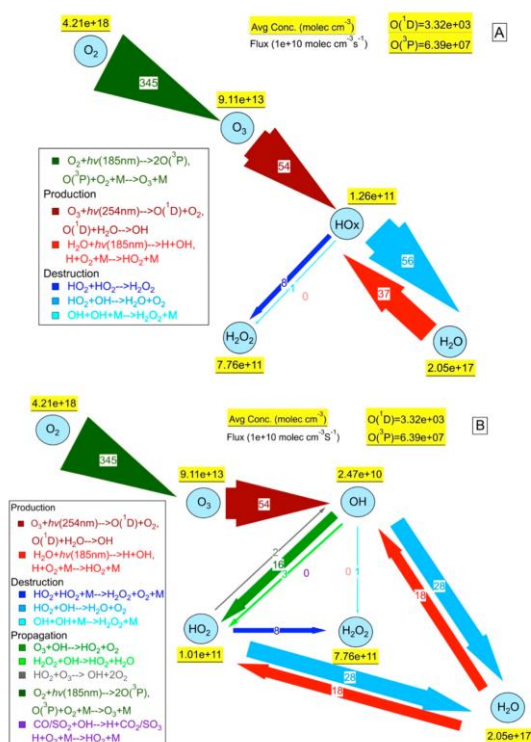 4.21e+18
O2
Avg Conc. (molec cm-3)
Flux (1e+10 molec cm-3s-1)
O(1D)=3.32e+03
O(3P)=6.39e+07
A
345
9.11e+13
O3
O2+hv(185nm)-->2O(3P),
O(3P)+O2+M-->O3+M
Production
O3+hv(254nm)-->O(1D)+O2,
O(1D)+H2O-->OH
H2O+hv(185nm)-->H+OH,
H+O2+M-->HO2+M
Destruction
HO2+HO2-->H2O2
HO2+OH-->H2O+O2
OH+OH+M-->H2O2+M
54
1.26e+11
HOx
8
1
0
56
37
H2O2
7.76e+11
H2O
2.05e+17
4.21e+18
O2
Avg Conc. (molec cm-3)
Flux (1e+10 molec cm-3S-1)
O(1D)=3.32e+03
O(3P)=6.39e+07
B
345
9.11e+13
O3
54
2.47e+10
OH
Production
O3+hv(254nm)-->O(1D)+O2,
O(1D)+H2O-->OH
H2O+hv(185nm)-->H+OH,
H+O2+M-->HO2+M
Destruction
HO2+HO2+M-->H2O2+O2+M
HO2+OH-->H2O+O2
OH+OH+M-->H2O2+M
Propagation
O3+OH-->HO2+O2
H2O2+OH->HO2+H2O
HO2+O3--> OH+2O2
O2+hv(185nm)-->2O(3P),
O(3P)+O2+M-->O3+M
CO/SO2+OH-->H+CO2/SO3
H+O2+M-->HO2+M
2
16
3
0
0
1
28
18
HO2
1.01e+11
8
H2O2
7.76e+11
28
18
H2O
2.05e+17